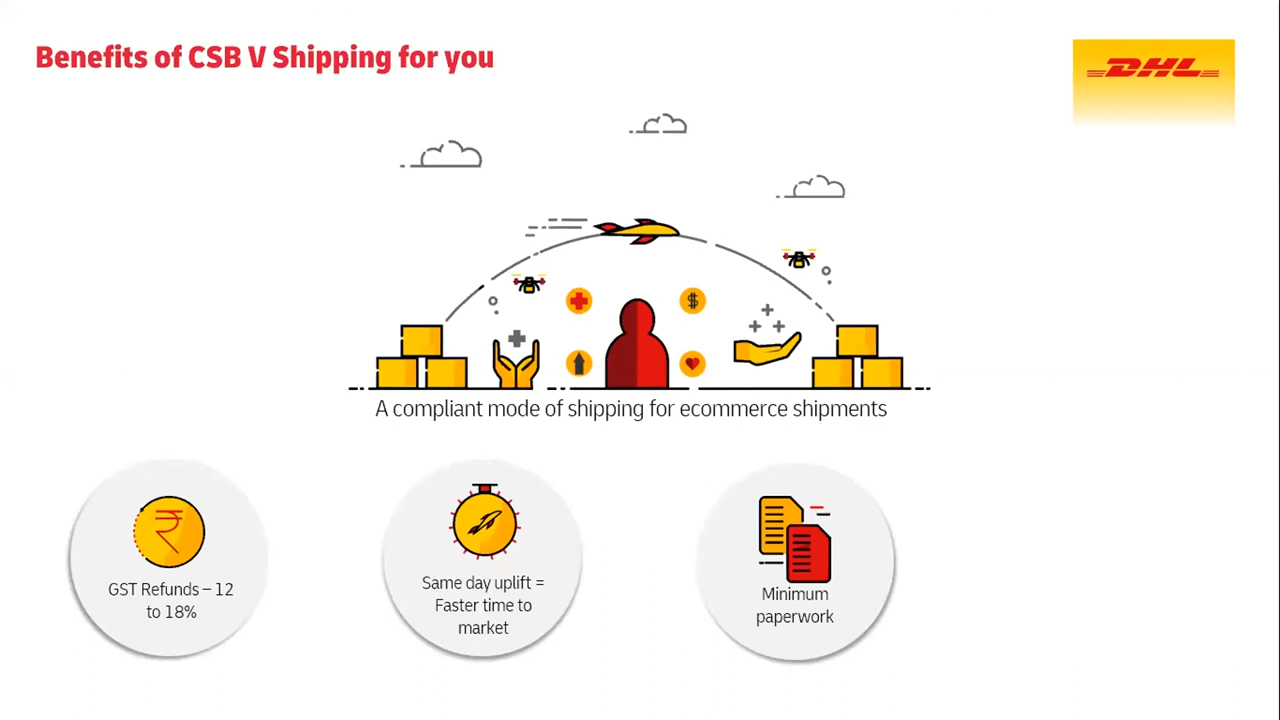 Benefits of CSB V Shipping for you
DHL
A compliant mode of shipping for ecommerce shipments
GST Refunds – 12
to 18%
Same day uplift =
Faster time to
market
Minimum
paperwork